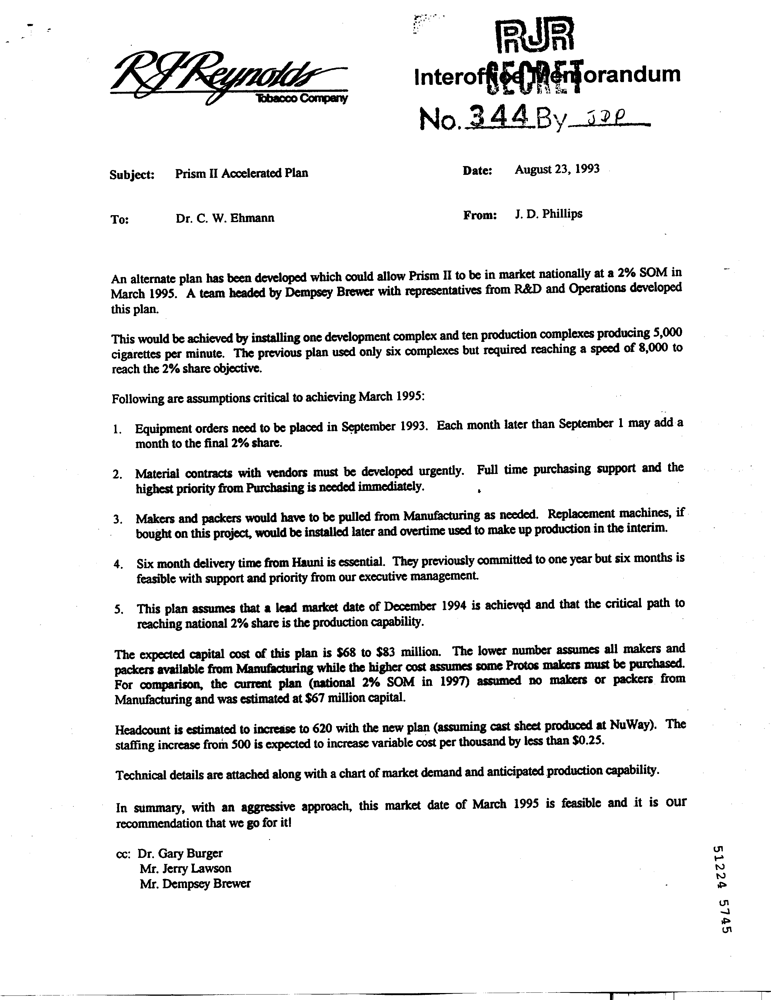 RJR
RJReynolds
Tobacco Company
Interoffice Memorandum
SECRET
No. 344 By JDP
Subject: Prism II Accelerated Plan
Date: August 23, 1993
To: Dr. C. W. Ehmann
From: J. D. Phillips
An alternate plan has been developed which could allow Prism II to be in market nationally at a 2% SOM in
March 1995. A team headed by Dempsey Brewer with representatives from R&D and Operations developed
this plan.
This would be achieved by installing one development complex and ten production complexes producing 5,000
cigarettes per minute. The previous plan used only six complexes but required reaching a speed of 8,000 to
reach the 2% share objective.
Following are assumptions critical to achieving March 1995:
1. Equipment orders need to be placed in September 1993. Each month later than September 1 may add a
month to the final 2% share.
2. Material contracts with vendors must be developed urgently. Full time purchasing support and the
highest priority from Purchasing is needed immediately.
3. Makers and packers would have to be pulled from Manufacturing as needed. Replacement machines, if
bought on this project, would be installed later and overtime used to make up production in the interim.
4. Six month delivery time from Hauni is essential. They previously committed to one year but six months is
feasible with support and priority from our executive management.
5. This plan assumes that a lead market date of December 1994 is achieved and that the critical path to
reaching national 2% share is the production capability.
The expected capital cost of this plan is $68 to $83 million. The lower number assumes all makers and
packers available from Manufacturing while the higher cost assumes some Protos makers must be purchased.
For comparison, the current plan (national 2% SOM in 1997) assumed no makers or packers from
Manufacturing and was estimated at $67 million capital.
Headcount is estimated to increase to 620 with the new plan (assuming cast sheet produced at NuWay). The
staffing increase from 500 is expected to increase variable cost per thousand by less than $0.25.
Technical details are attached along with a chart of market demand and anticipated production capability.
In summary, with an aggressive approach, this market date of March 1995 is feasible and it is our
recommendation that we go for it!
cc: Dr. Gary Burger
Mr. Jerry Lawson
Mr. Dempsey Brewer
51224 5745